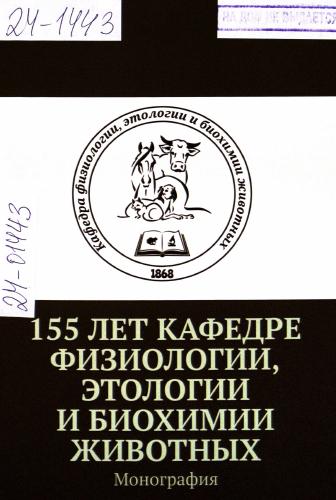 24-1443
НА ДОМ НЕ ВЫДАЕТСЯ
Кафедра физиологии, этологии и биохимии животных
1868
24-01443
155 ЛЕТ КАФЕДРЕ
ФИЗИОЛОГИИ,
ЭТОЛОГИИ
И БИОХИМИИ
ЖИВОТНЫХ
Монография